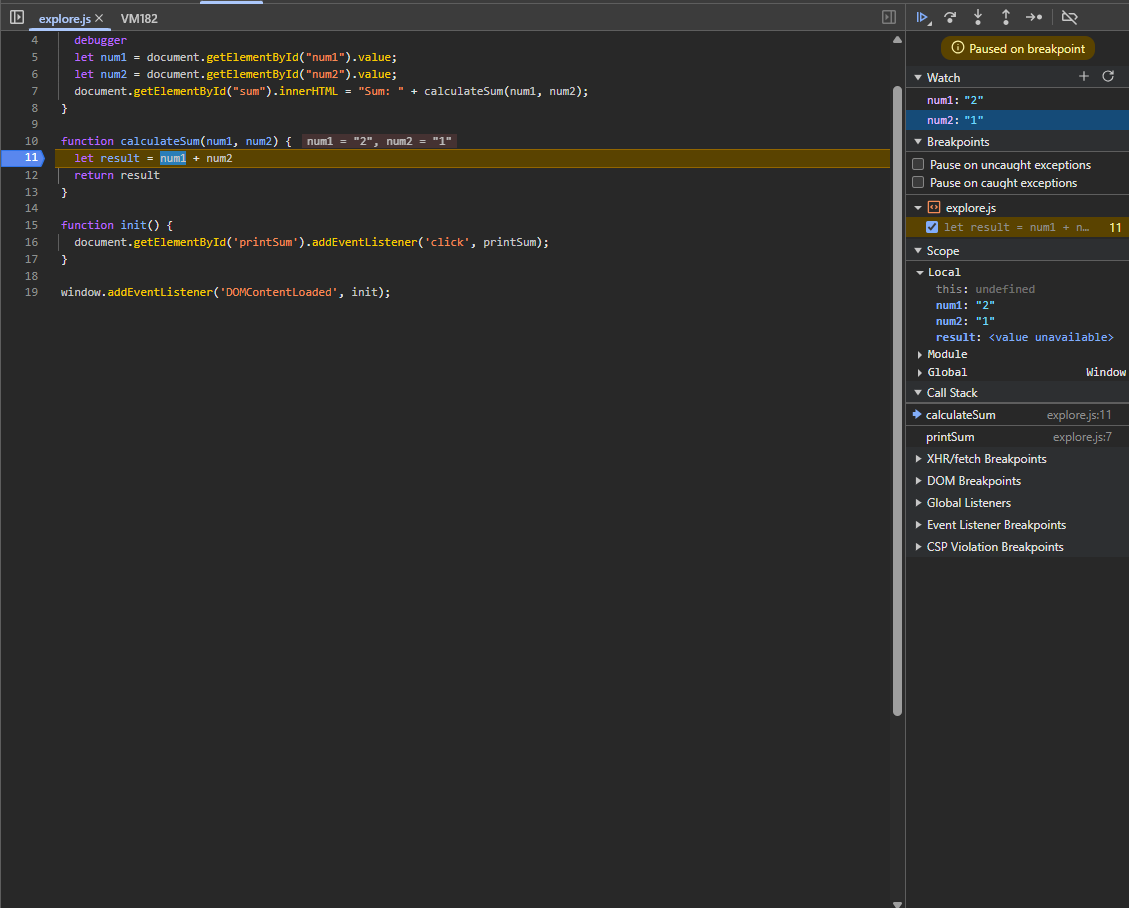 explore.js × VM182
4 debugger
5 let num1 = document.getElementById("num1").value;
6 let num2 = document.getElementById("num2").value;
7 document.getElementById("sum").innerHTML = "Sum: " + calculateSum(num1, num2);
8 }
9
10 function calculateSum(num1, num2) { num1 = "2", num2 = "1"
11 let result = num1 + num2
12 return result
13 }
14
15 function init() {
16 document.getElementById('printSum').addEventListener('click', printSum);
17 }
18
19 window.addEventListener('DOMContentLoaded', init);
Paused on breakpoint
Watch
num1: "2"
num2: "1"
Breakpoints
Pause on uncaught exceptions
Pause on caught exceptions
explore.js
let result = num1 + n… 11
Scope
Local
this: undefined
num1: "2"
num2: "1"
result: <value unavailable>
Module
Global Window
Call Stack
calculateSum explore.js:11
printSum explore.js:7
XHR/fetch Breakpoints
DOM Breakpoints
Global Listeners
Event Listener Breakpoints
CSP Violation Breakpoints